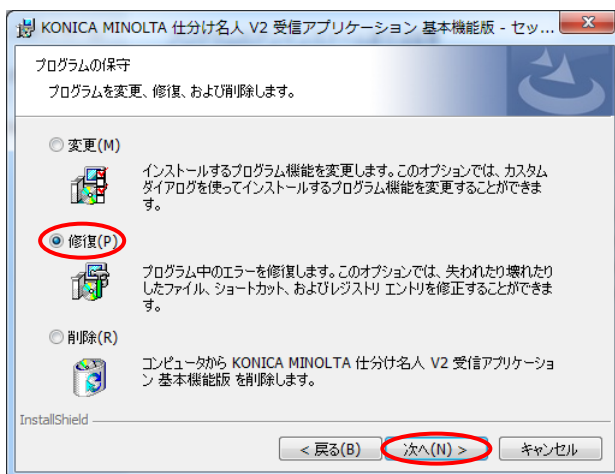 KONICA MINOLTA 仕分け名人 V2 受信アプリケーション 基本機能版 - セッ...
プログラムの保守
プログラムを変更、修復、および削除します。
変更(M)
インストールするプログラム機能を変更します。このオプションでは、カスタム
ダイアログを使ってインストールするプログラム機能を変更することができま
す。
修復(P)
プログラム中のエラーを修復します。このオプションでは、失われたり壊れたり
したファイル、ショートカット、およびレジストリ エントリを修正することができま
す。
削除(R)
コンピュータから KONICA MINOLTA 仕分け名人 V2 受信アプリケーショ
ン 基本機能版 を削除します。
InstallShield
< 戻る(B) 次へ(N) > キャンセル